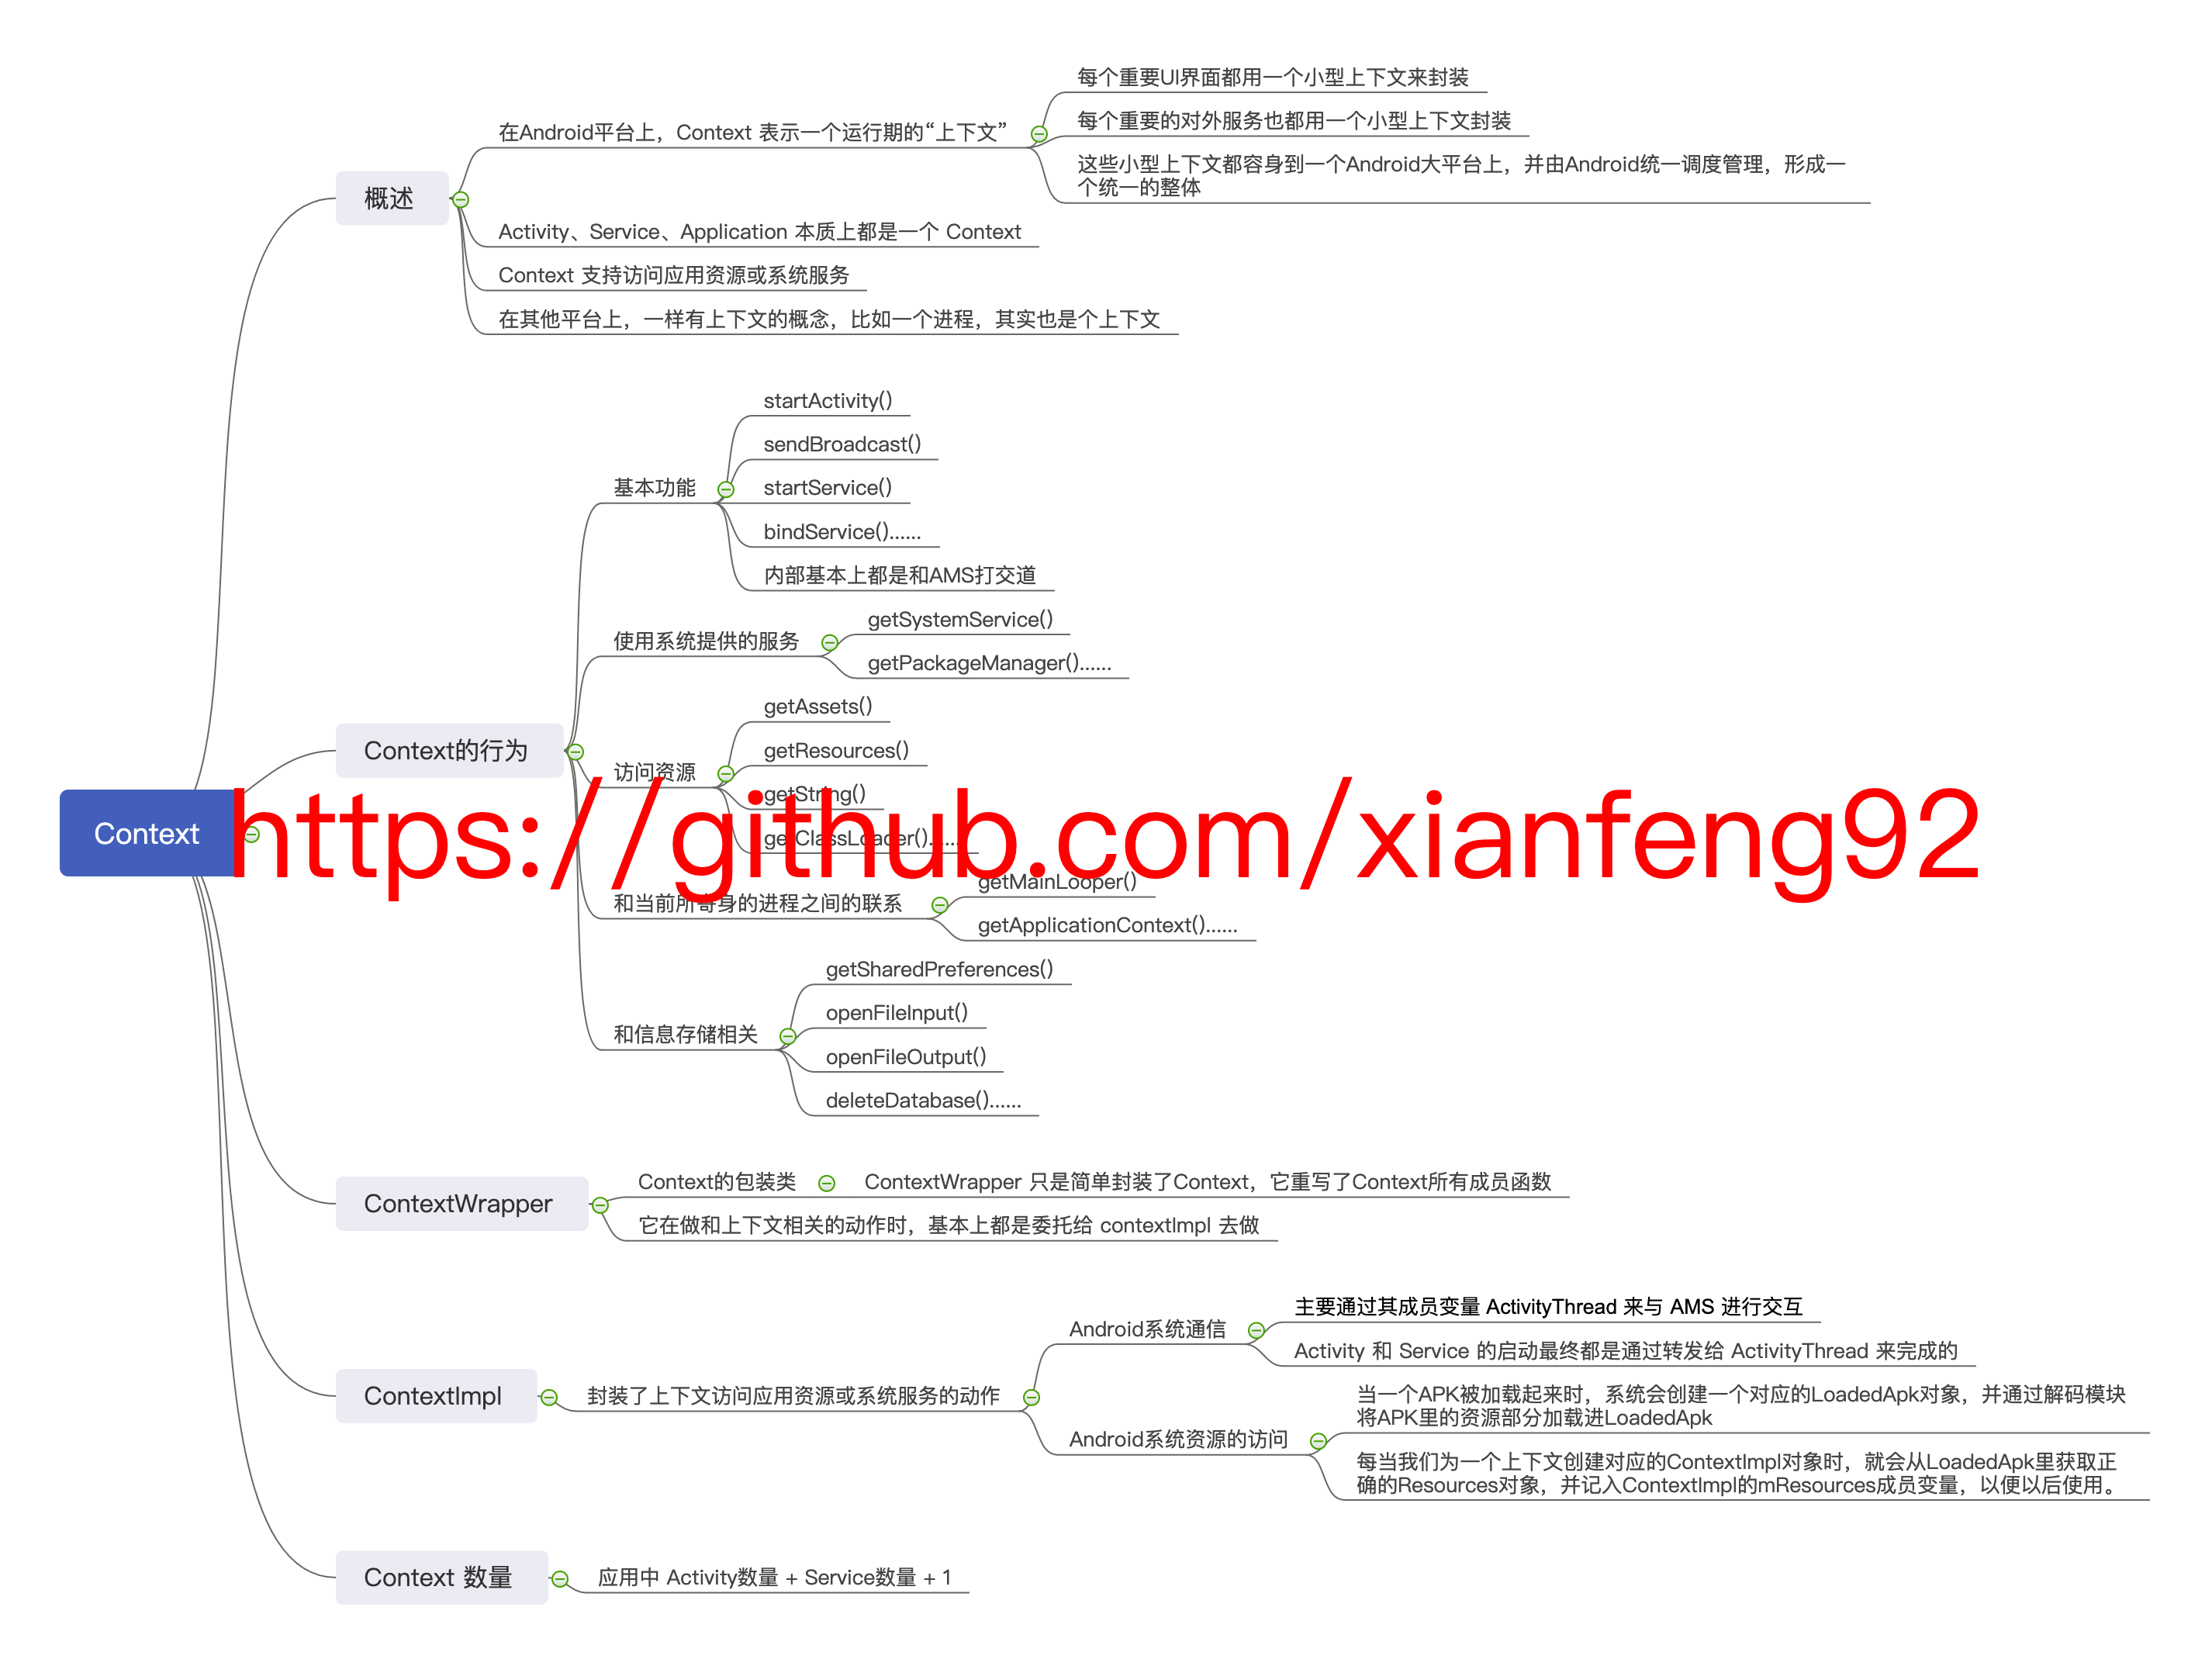 Context
概述
在Android平台上，Context 表示一个运行期的“上下文”
每个重要UI界面都用一个小型上下文来封装
每个重要的对外服务也都用一个小型上下文封装
这些小型上下文都容身到一个Android大平台上，并由Android统一调度管理，形成一
个统一的整体
Activity、Service、Application 本质上都是一个 Context
Context 支持访问应用资源或系统服务
在其他平台上，一样有上下文的概念，比如一个进程，其实也是个上下文
Context的行为
基本功能
startActivity()
sendBroadcast()
startService()
bindService()......
内部基本上都是和AMS打交道
使用系统提供的服务
getSystemService()
getPackageManager()......
访问资源
getAssets()
getResources()
getString()
getClassLoader()......
和当前所寄身的进程之间的联系
getMainLooper()
getApplicationContext()......
和信息存储相关
getSharedPreferences()
openFileInput()
openFileOutput()
deleteDatabase()......
https://github.com/xianfeng92
ContextWrapper
Context的包装类
ContextWrapper 只是简单封装了Context，它重写了Context所有成员函数
它在做和上下文相关的动作时，基本上都是委托给 contextImpl 去做
ContextImpl
封装了上下文访问应用资源或系统服务的动作
Android系统通信
主要通过其成员变量 ActivityThread 来与 AMS 进行交互
Activity 和 Service 的启动最终都是通过转发给 ActivityThread 来完成的
Android系统资源的访问
当一个APK被加载起来时，系统会创建一个对应的LoadedApk对象，并通过解码模块
将APK里的资源部分加载进LoadedApk
每当我们为一个上下文创建对应的ContextImpl对象时，就会从LoadedApk里获取正
确的Resources对象，并记入ContextImpl的mResources成员变量，以便以后使用。
Context 数量
应用中 Activity数量 + Service数量 + 1